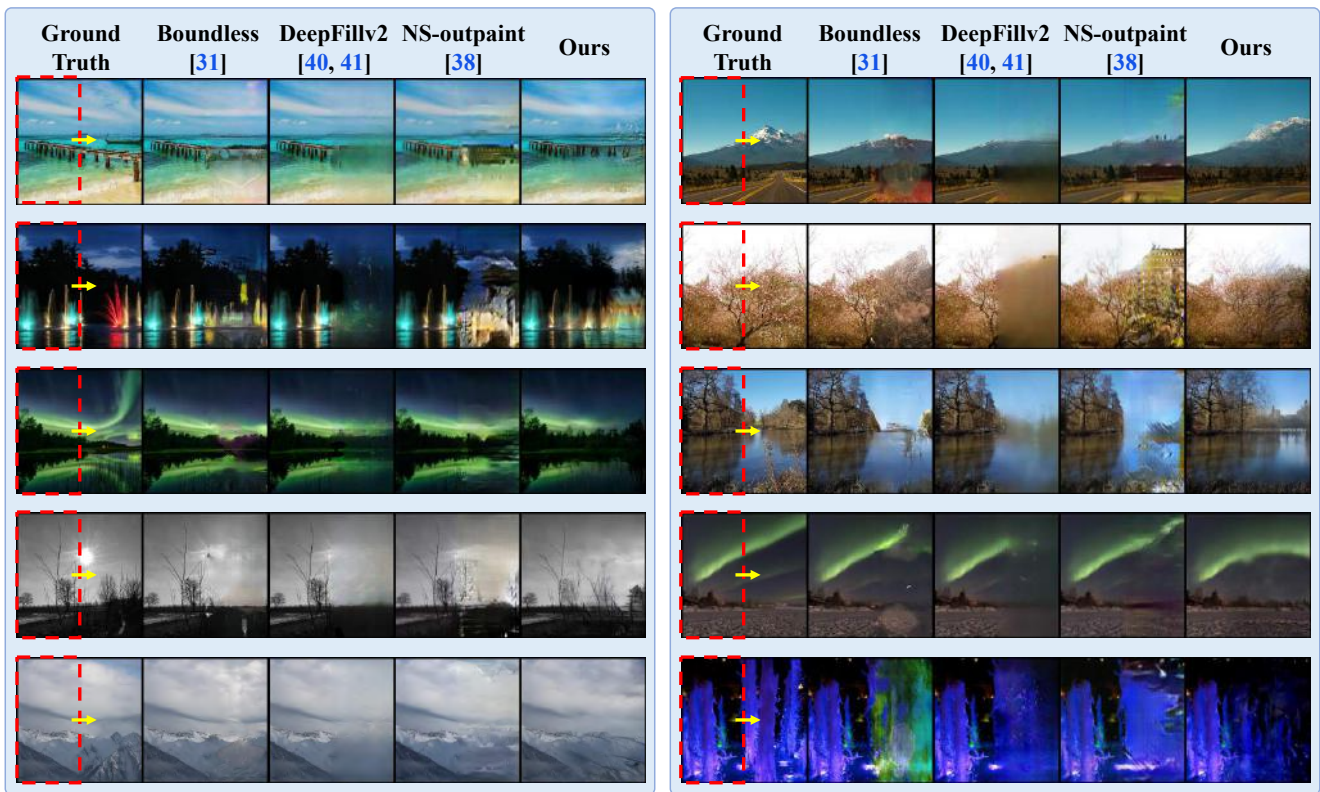 Ground Truth Boundless [31] DeepFillv2 [40, 41] NS-outpaint [38] Ours
Ground Truth Boundless [31] DeepFillv2 [40, 41] NS-outpaint [38] Ours